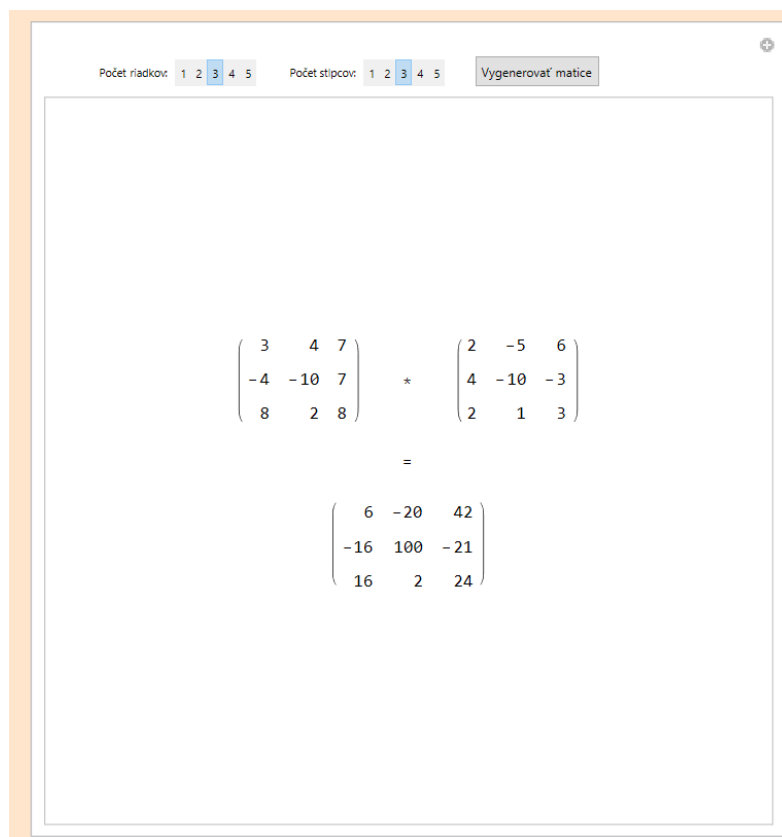 Počet riadkov: 1 2 3 4 5 Počet stĺpcov: 1 2 3 4 5 Vygenerovať matice
3 4 7 2 -5 6
-4 -10 7 * 4 -10 -3
8 2 8 2 1 3
=
6 -20 42
-16 100 -21
16 2 24